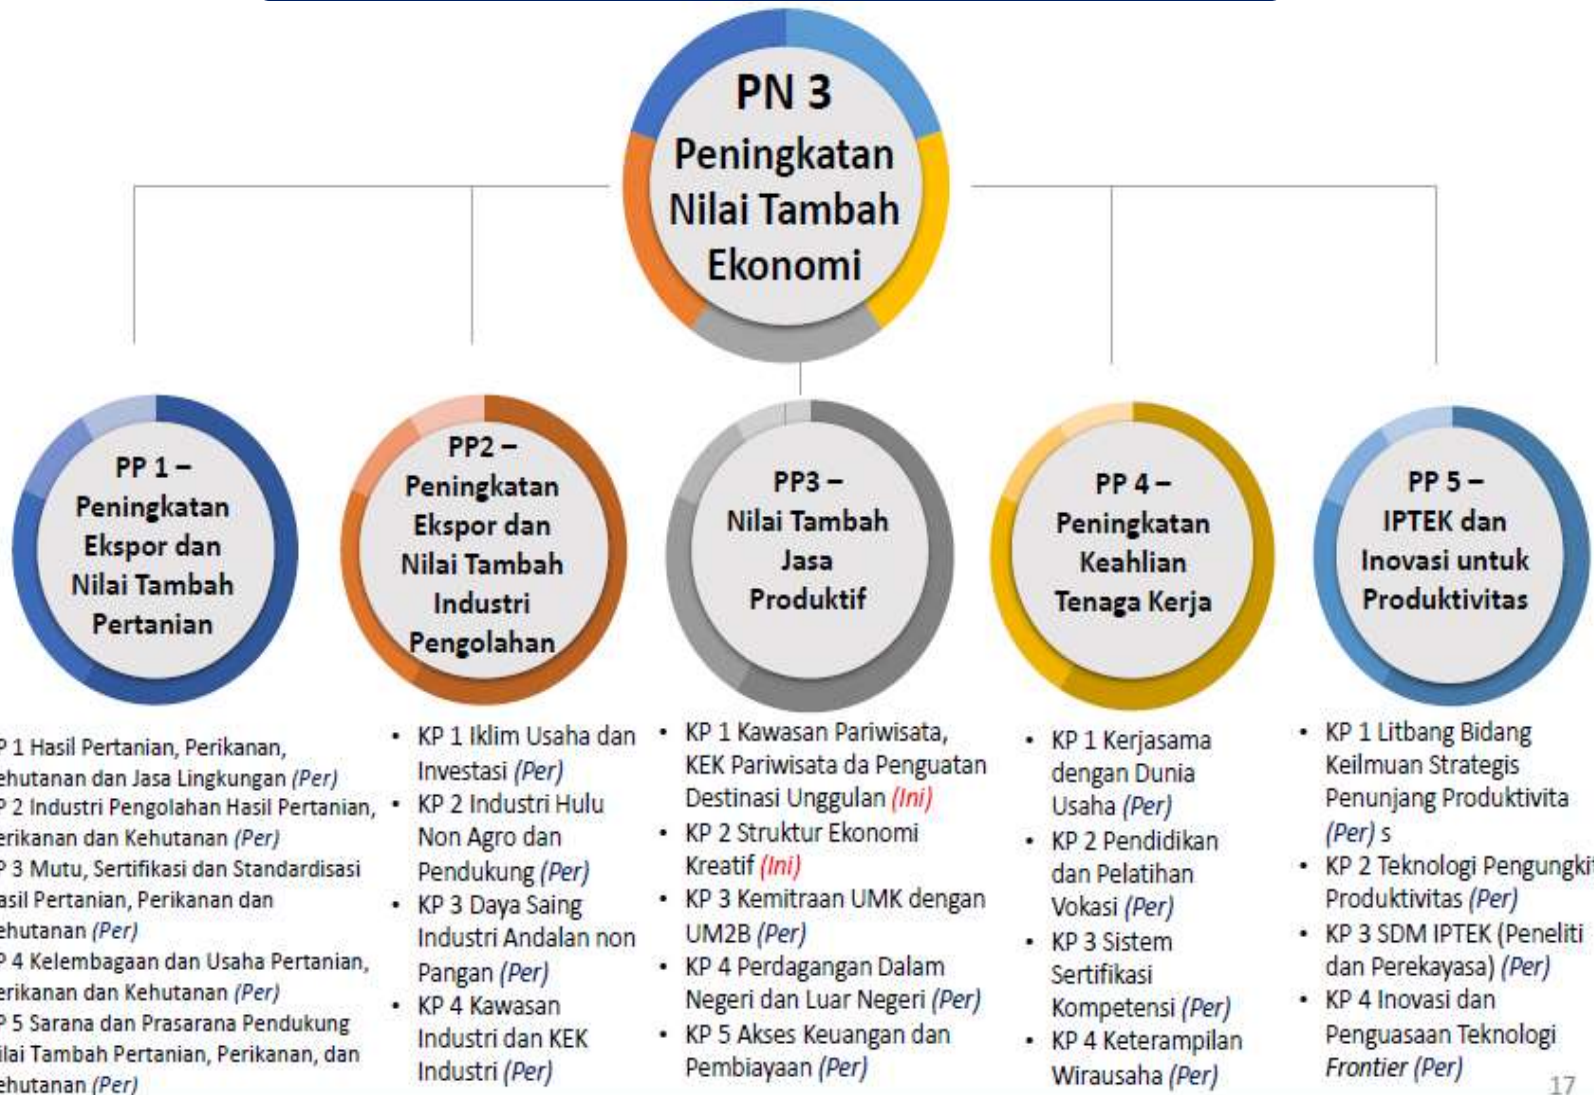 PN 3
Peningkatan
Nilai Tambah
Ekonomi
PP 1 –
Peningkatan
Ekspor dan
Nilai Tambah
Pertanian
PP2 –
Peningkatan
Ekspor dan
Nilai Tambah
Industri
Pengolahan
PP3 –
Nilai Tambah
Jasa
Produktif
PP 4 –
Peningkatan
Keahlian
Tenaga Kerja
PP 5 –
IPTEK dan
Inovasi untuk
Produktivitas
P 1 Hasil Pertanian, Perikanan,
ehutanan dan Jasa Lingkungan (Per)
P 2 Industri Pengolahan Hasil Pertanian,
erikanan dan Kehutanan (Per)
P 3 Mutu, Sertifikasi dan Standardisasi
asil Pertanian, Perikanan dan
ehutanan (Per)
P 4 Kelembagaan dan Usaha Pertanian,
erikanan dan Kehutanan (Per)
P 5 Sarana dan Prasarana Pendukung
ilai Tambah Pertanian, Perikanan, dan
ehutanan (Per)
• KP 1 Iklim Usaha dan
Investasi (Per)
• KP 2 Industri Hulu
Non Agro dan
Pendukung (Per)
• KP 3 Daya Saing
Industri Andalan non
Pangan (Per)
• KP 4 Kawasan
Industri dan KEK
Industri (Per)
• KP 1 Kawasan Pariwisata,
KEK Pariwisata da Penguatan
Destinasi Unggulan (Ini)
• KP 2 Struktur Ekonomi
Kreatif (Ini)
• KP 3 Kemitraan UMK dengan
UM2B (Per)
• KP 4 Perdagangan Dalam
Negeri dan Luar Negeri (Per)
• KP 5 Akses Keuangan dan
Pembiayaan (Per)
• KP 1 Kerjasama
dengan Dunia
Usaha (Per)
• KP 2 Pendidikan
dan Pelatihan
Vokasi (Per)
• KP 3 Sistem
Sertifikasi
Kompetensi (Per)
• KP 4 Keterampilan
Wirausaha (Per)
• KP 1 Litbang Bidang
Keilmuan Strategis
Penunjang Produktivita
(Per) s
• KP 2 Teknologi Pengungkit
Produktivitas (Per)
• KP 3 SDM IPTEK (Peneliti
dan Perekayasa) (Per)
• KP 4 Inovasi dan
Penguasaan Teknologi
Frontier (Per)
17